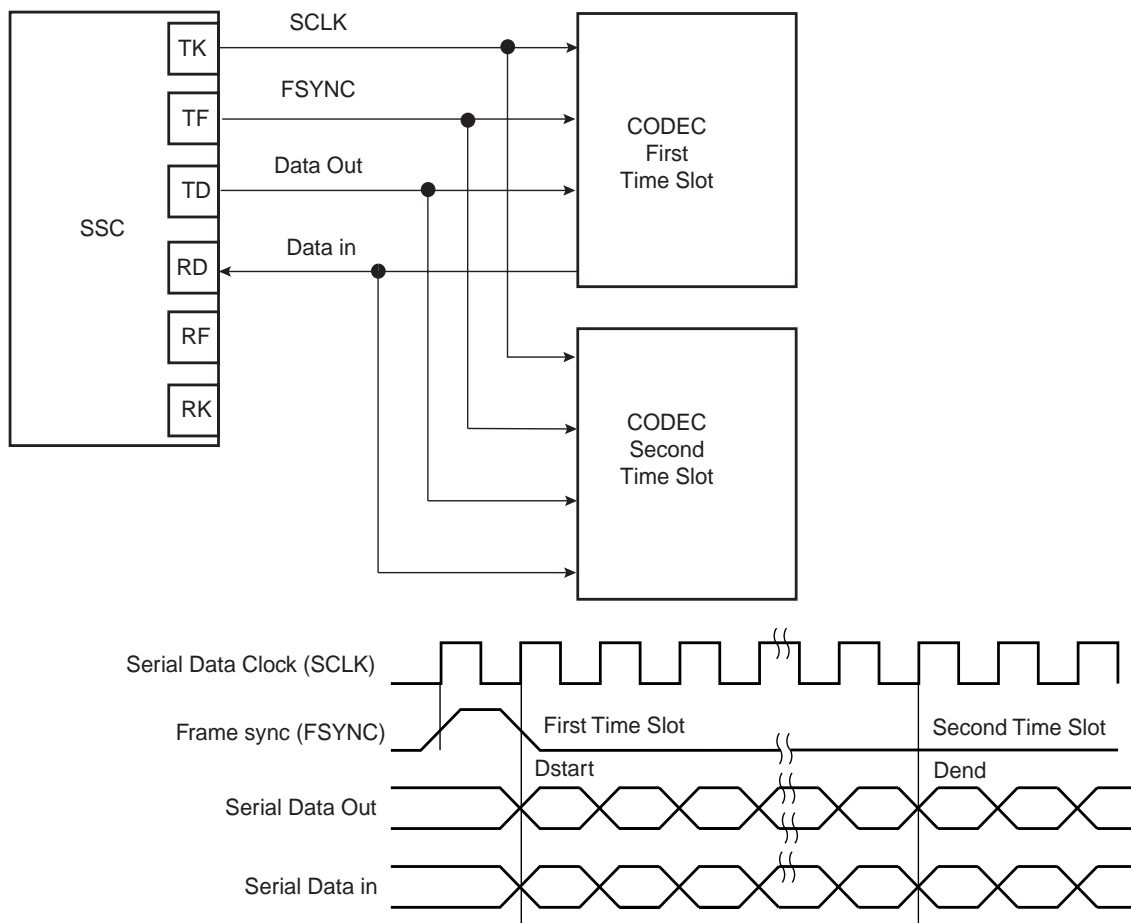 SSC
TK
TF
TD
RD
RF
RK
SCLK
FSYNC
Data Out
Data in
CODEC
First
Time Slot
CODEC
Second
Time Slot
Serial Data Clock (SCLK)
Frame sync (FSYNC)
First Time Slot
Second Time Slot
Dstart
Dend
Serial Data Out
Serial Data in